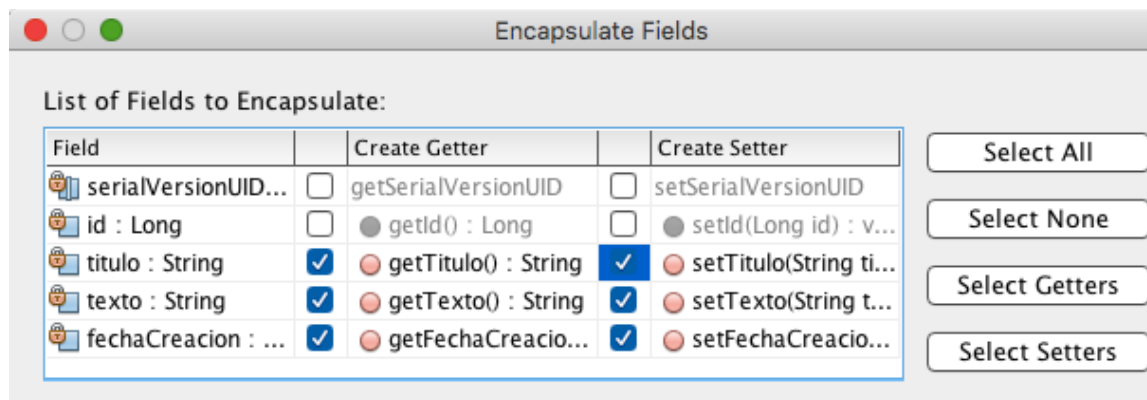 Encapsulate Fields
List of Fields to Encapsulate:
Field Create Getter Create Setter
serialVersionUID... getSerialVersionUID setSerialVersionUID
id : Long getId() : Long setId(Long id) : v...
titulo : String getTitulo() : String setTitulo(String ti...
texto : String getTexto() : String setTexto(String t...
fechaCreacion : ... getFechaCreacio... setFechaCreacio...
Select All
Select None
Select Getters
Select Setters